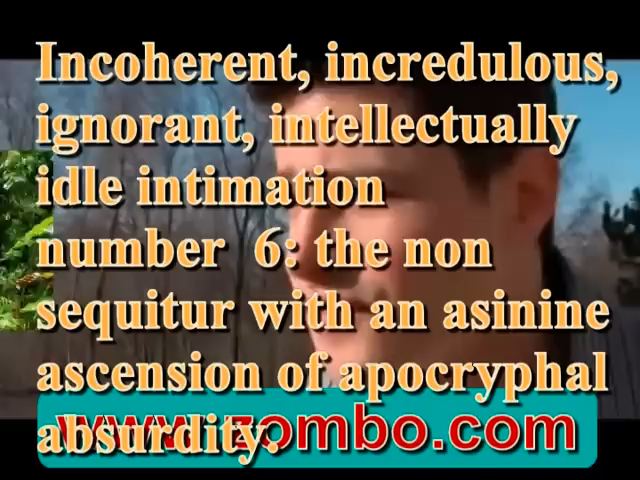 Incoherent, incredulous,
ignorant, intellectually
idle intimation
number 6: the non
sequitur with an asinine
ascension of apocryphal
absurdity.
www.zombo.com